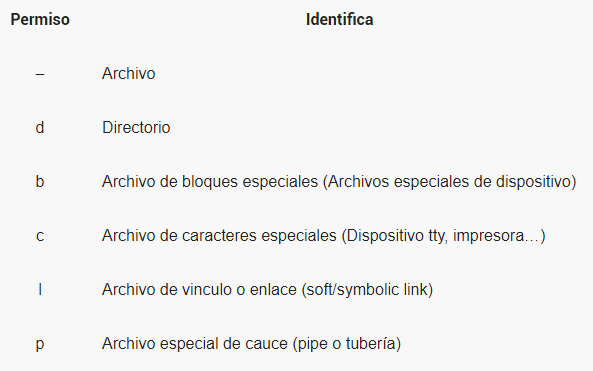 Permiso Identifica
– Archivo
d Directorio
b Archivo de bloques especiales (Archivos especiales de dispositivo)
c Archivo de caracteres especiales (Dispositivo tty, impresora…)
l Archivo de vinculo o enlace (soft/symbolic link)
p Archivo especial de cauce (pipe o tubería)